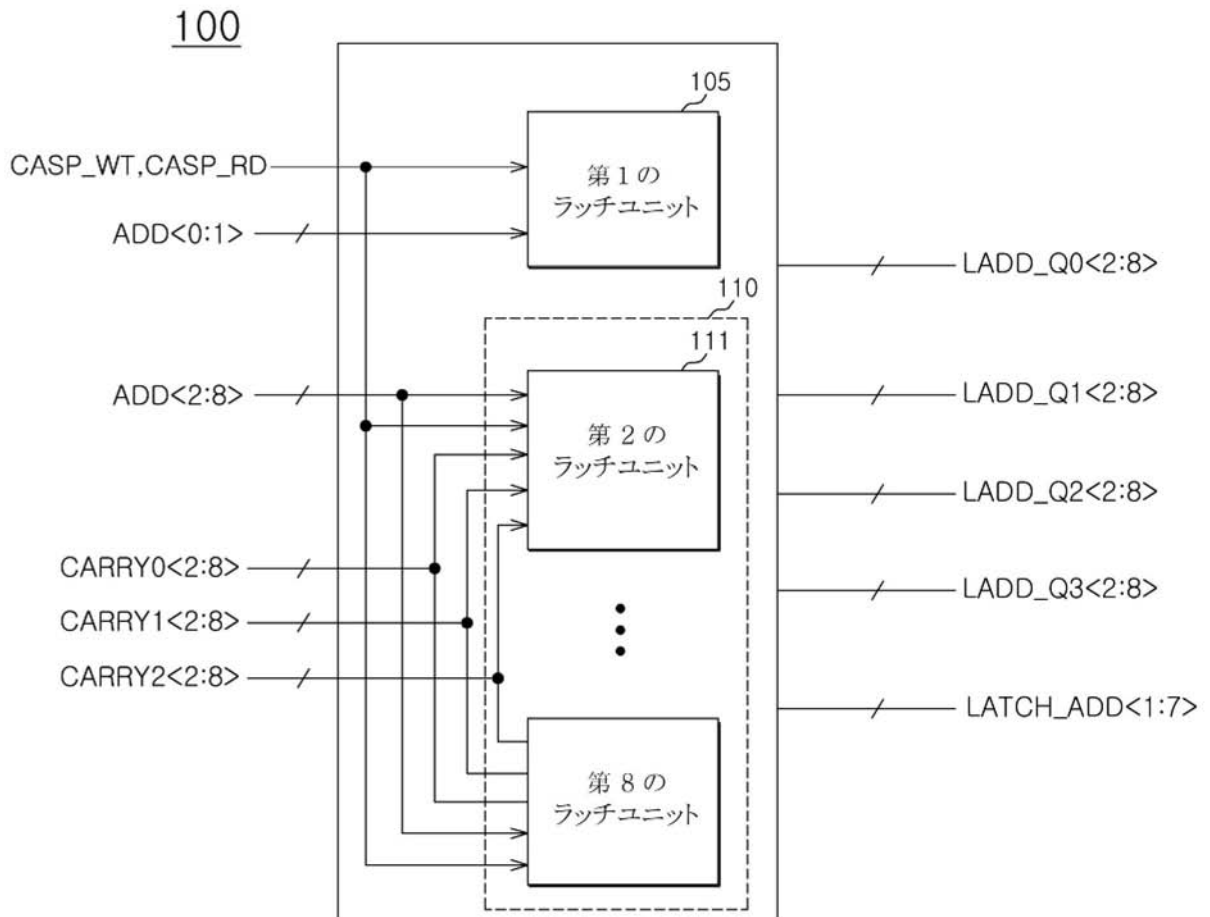 100
105
CASP_WT,CASP_RD
第1の
ラッチユニット
ADD<0:1>
LADD_Q0<2:8>
110
111
ADD<2:8>
LADD_Q1<2:8>
第2の
ラッチユニット
LADD_Q2<2:8>
CARRY0<2:8>
LADD_Q3<2:8>
CARRY1<2:8>
CARRY2<2:8>
LATCH_ADD<1:7>
第8の
ラッチユニット